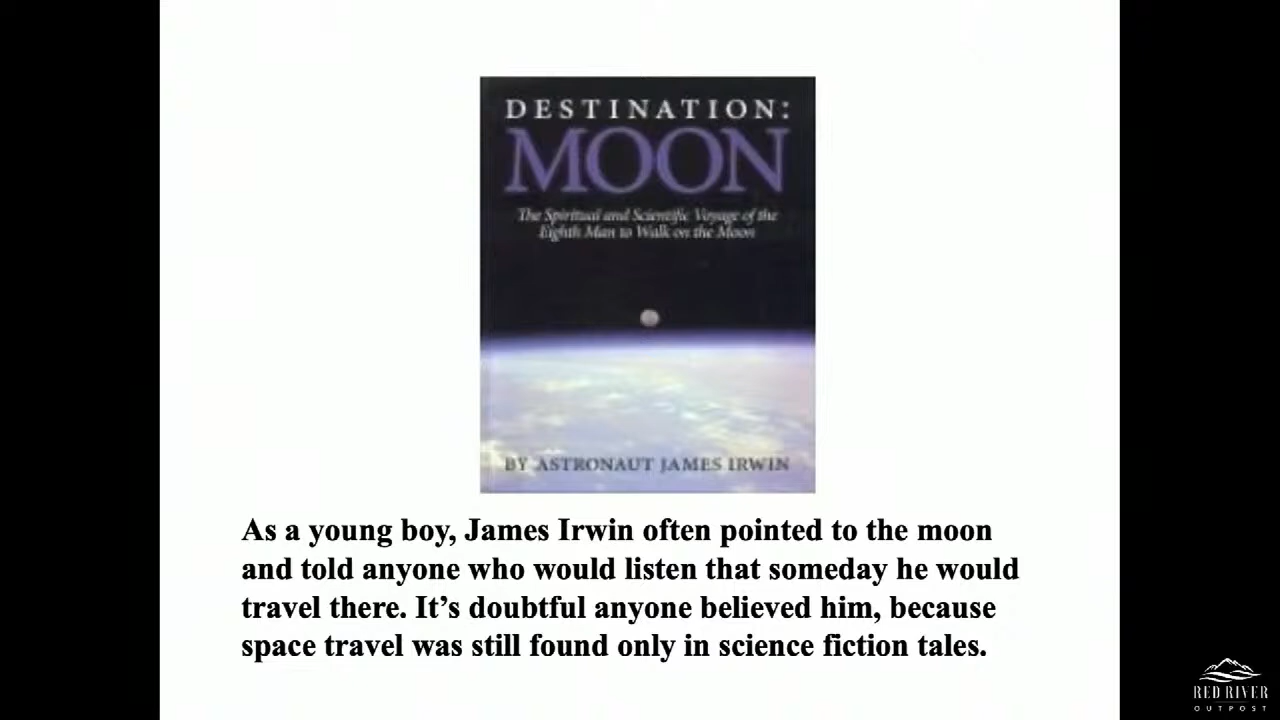 DESTINATION:
MOON
The Spiritual and Scientific Voyage of the
Eighth Man to Walk on the Moon
BY ASTRONAUT JAMES IRWIN
As a young boy, James Irwin often pointed to the moon
and told anyone who would listen that someday he would
travel there. It’s doubtful anyone believed him, because
space travel was still found only in science fiction tales.
RED RIVER
OUTPOST